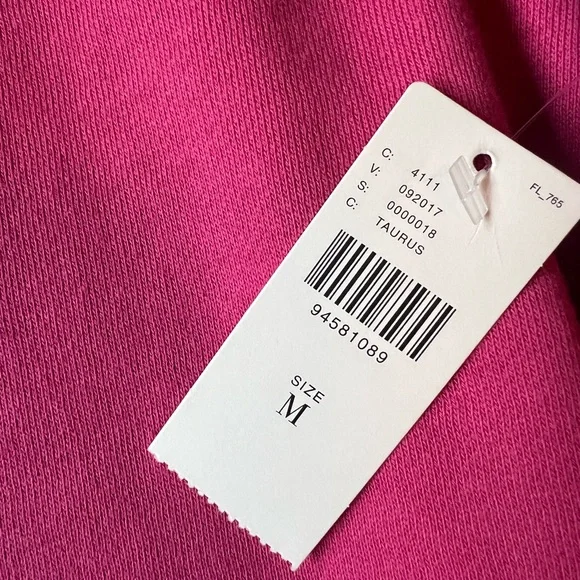 FL_765
C: 4111
V: 092017
S: 0000018
C: TAURUS
94581089
SIZE
M